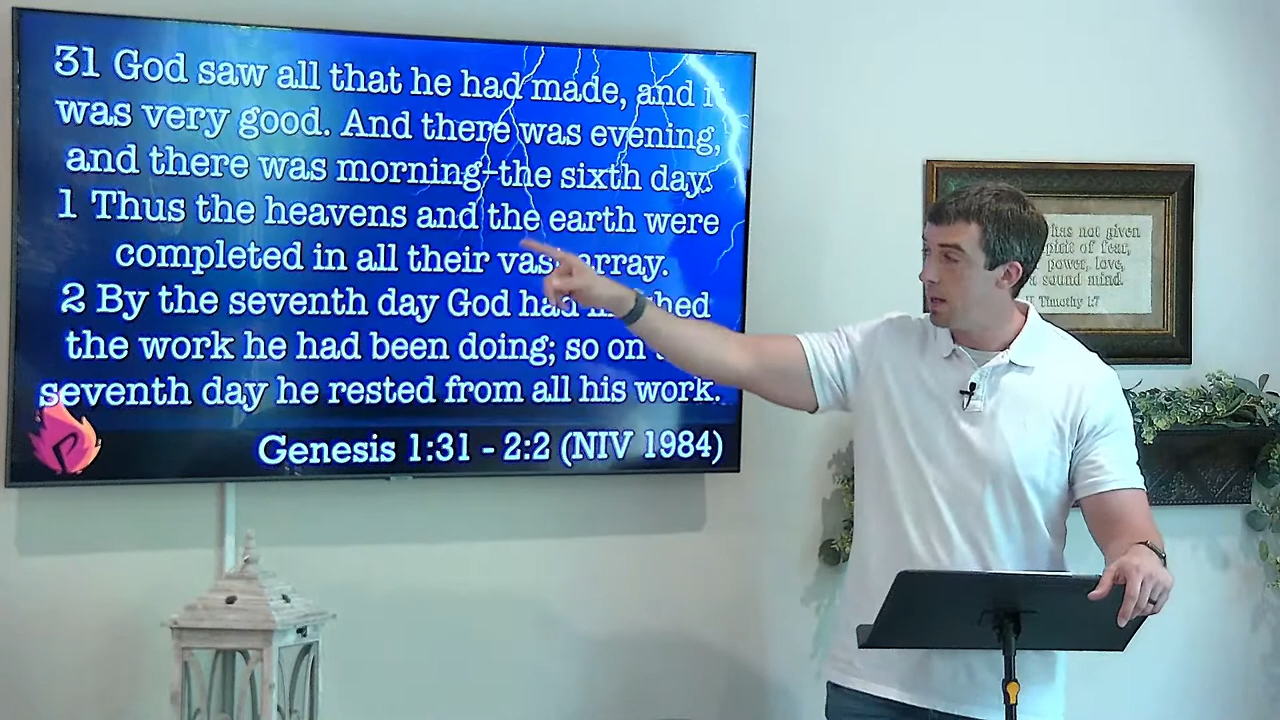 31 God saw all that he had made, and it
was very good. And there was evening,
and there was morning-the sixth day.
1 Thus the heavens and the earth were
completed in all their vast array.
2 By the seventh day God had
the work he had been doing; so on
seventh day he rested from all his work.
Genesis 1:31 - 2:2 (NIV 1984)
P
has not given
spirit of fear,
power, love,
a sound mind.
II Timothy 1:7